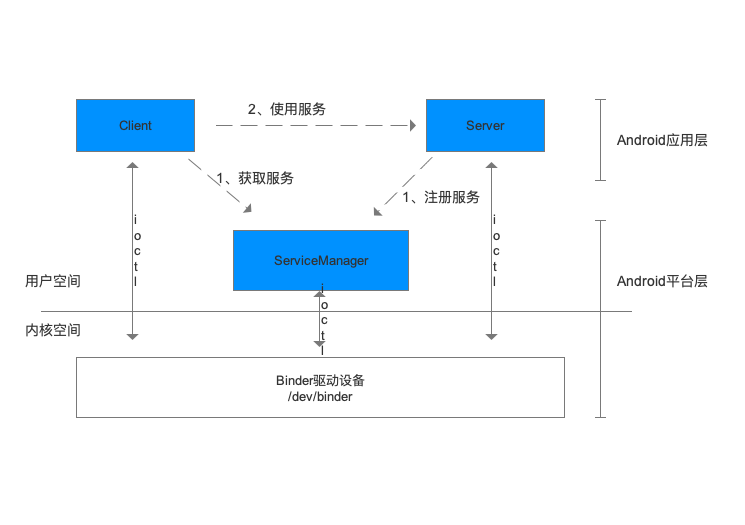 2、使用服务
Client
Server
Android应用层
1、获取服务
1、注册服务
ioctl
ioctl
ServiceManager
ioctl
用户空间
Android平台层
内核空间
Binder驱动设备
/dev/binder